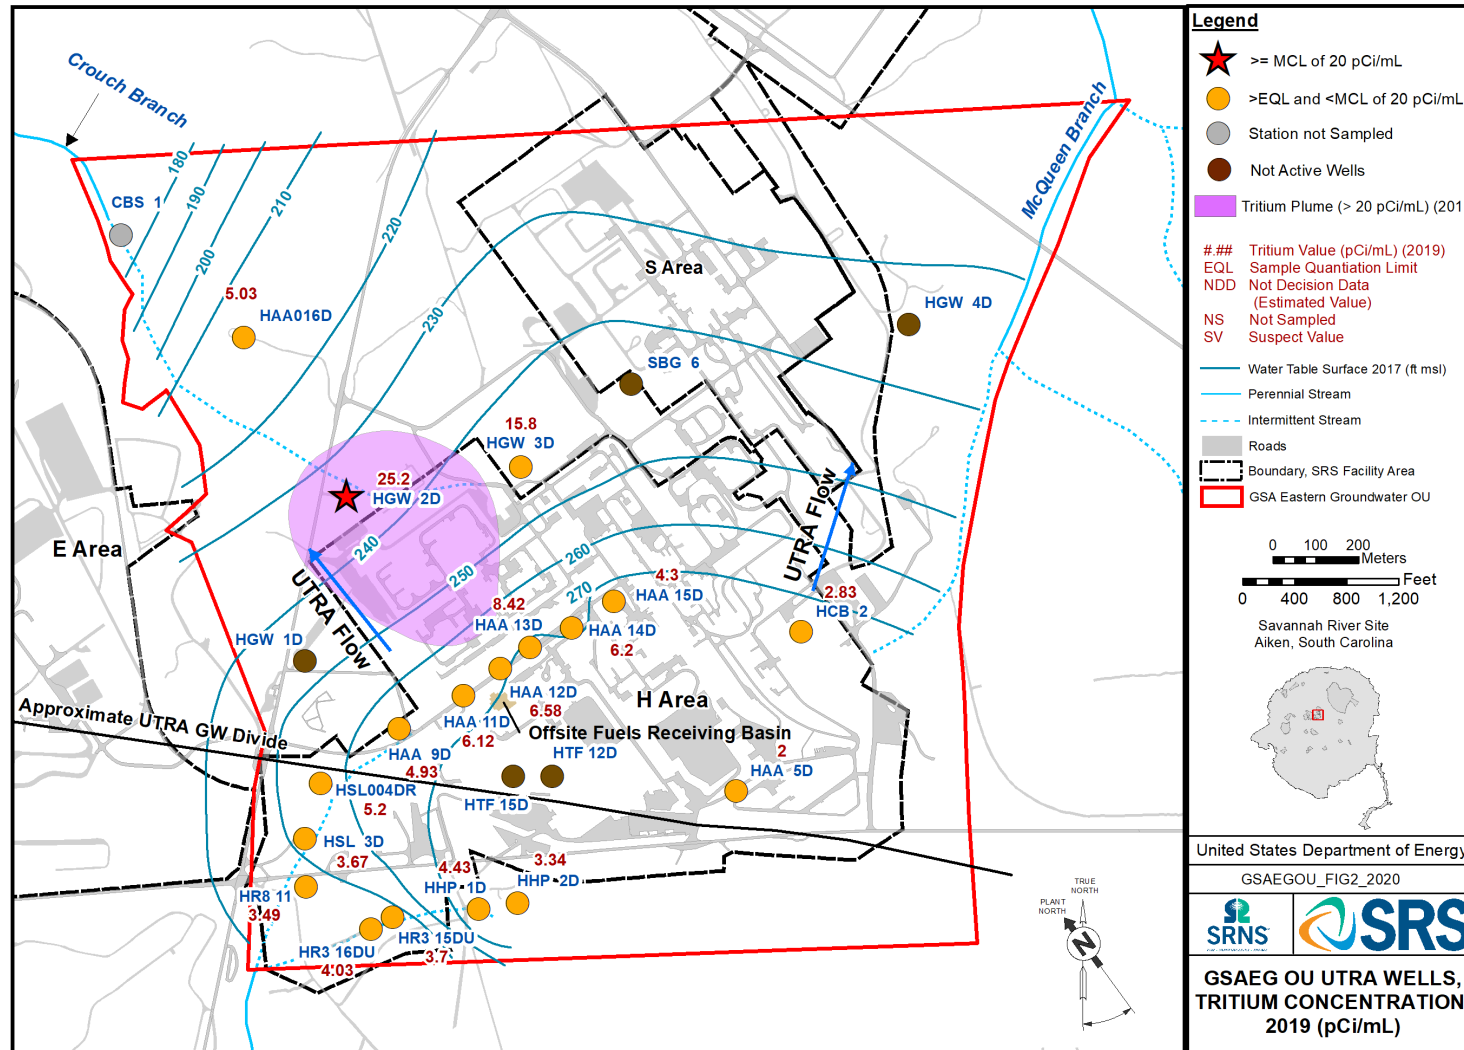 Crouch Branch
McQueen Branch
180
190
200
210
220
230
240
250
260
270
CBS 1
5.03
HAA016D
S Area
HGW 4D
SBG 6
15.8
HGW 3D
25.2
HGW 2D
E Area
UTRA Flow
UTRA Flow
4.3
HAA 15D
2.83
HCB 2
8.42
HAA 13D
HAA 14D
6.2
HGW 1D
HAA 12D
6.58
H Area
HAA 11D
6.12
Offsite Fuels Receiving Basin
Approximate UTRA GW Divide
HAA 9D
4.93
HTF 12D
2
HAA 5D
HSL004DR
5.2
HTF 15D
HSL 3D
3.67
4.43
3.34
HHP 1D
HHP 2D
HR8 11
3.49
HR3 15DU
3.7
HR3 16DU
4.03
TRUE
NORTH
PLANT
NORTH
N
Legend
>= MCL of 20 pCi/mL
>EQL and <MCL of 20 pCi/mL
Station not Sampled
Not Active Wells
Tritium Plume (> 20 pCi/mL) (201
#.## Tritium Value (pCi/mL) (2019)
EQL Sample Quantiation Limit
NDD Not Decision Data
(Estimated Value)
NS Not Sampled
SV Suspect Value
Water Table Surface 2017 (ft msl)
Perennial Stream
Intermittent Stream
Roads
Boundary, SRS Facility Area
GSA Eastern Groundwater OU
0 100 200
Meters
Feet
0 400 800 1,200
Savannah River Site
Aiken, South Carolina
United States Department of Energy
GSAEGOU_FIG2_2020
SRNS
SRS
GSAEG OU UTRA WELLS,
TRITIUM CONCENTRATION
2019 (pCi/mL)